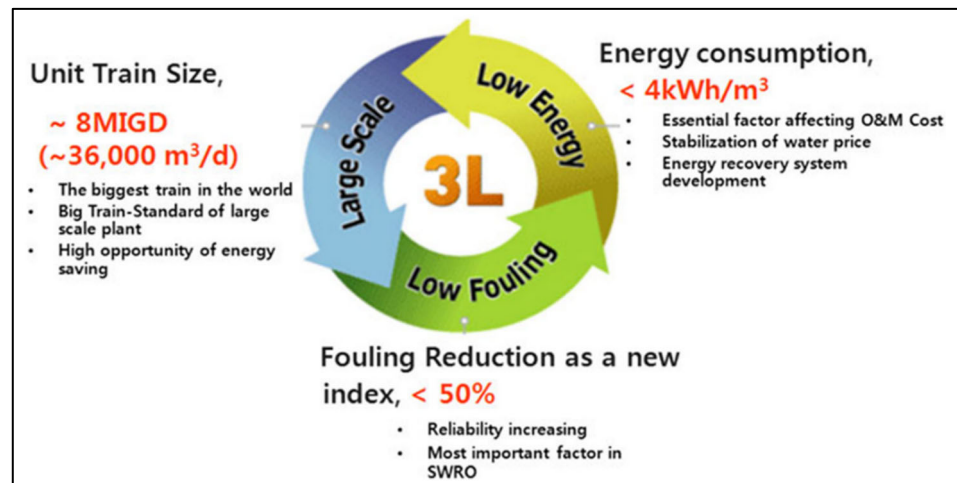 Unit Train Size,
~ 8MIGD
(~36,000 m³/d)
• The biggest train in the world
• Big Train-Standard of large
scale plant
• High opportunity of energy
saving
Large Scale
Low Energy
Low Fouling
3L
Energy consumption,
< 4kWh/m³
• Essential factor affecting O&M Cost
• Stabilization of water price
• Energy recovery system
development
Fouling Reduction as a new
index, < 50%
• Reliability increasing
• Most important factor in
SWRO